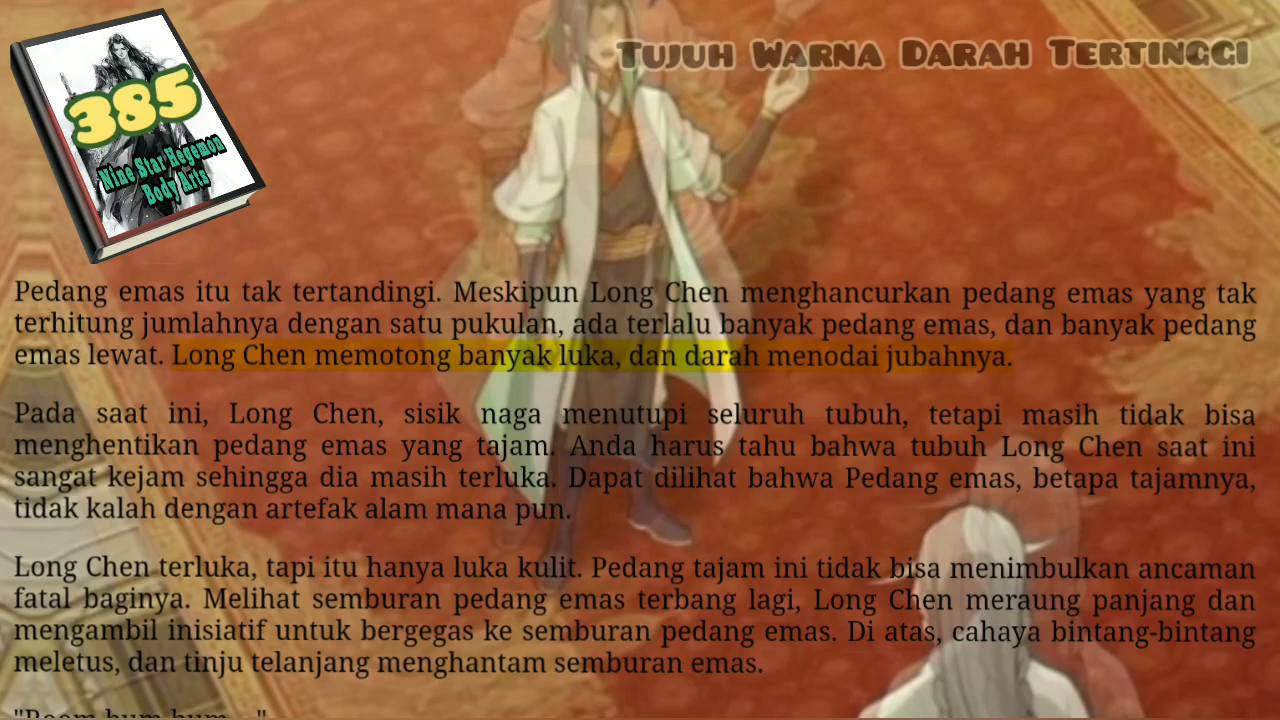 Tujuh Warna Darah Tertinggi
385
Nine Star Hegemon
Body Arts
Pedang emas itu tak tertandingi. Meskipun Long Chen menghancurkan pedang emas yang tak
terhitung jumlahnya dengan satu pukulan, ada terlalu banyak pedang emas, dan banyak pedang
emas lewat. Long Chen memotong banyak luka, dan darah menodai jubahnya.
Pada saat ini, Long Chen, sisik naga menutupi seluruh tubuh, tetapi masih tidak bisa
menghentikan pedang emas yang tajam. Anda harus tahu bahwa tubuh Long Chen saat ini
sangat kejam sehingga dia masih terluka. Dapat dilihat bahwa Pedang emas, betapa tajamnya,
tidak kalah dengan artefak alam mana pun.
Long Chen terluka, tapi itu hanya luka kulit. Pedang tajam ini tidak bisa menimbulkan ancaman
fatal baginya. Melihat semburan pedang emas terbang lagi, Long Chen meraung panjang dan
mengambil inisiatif untuk bergegas ke semburan pedang emas. Di atas, cahaya bintang-bintang
meletus, dan tinju telanjang menghantam semburan emas.